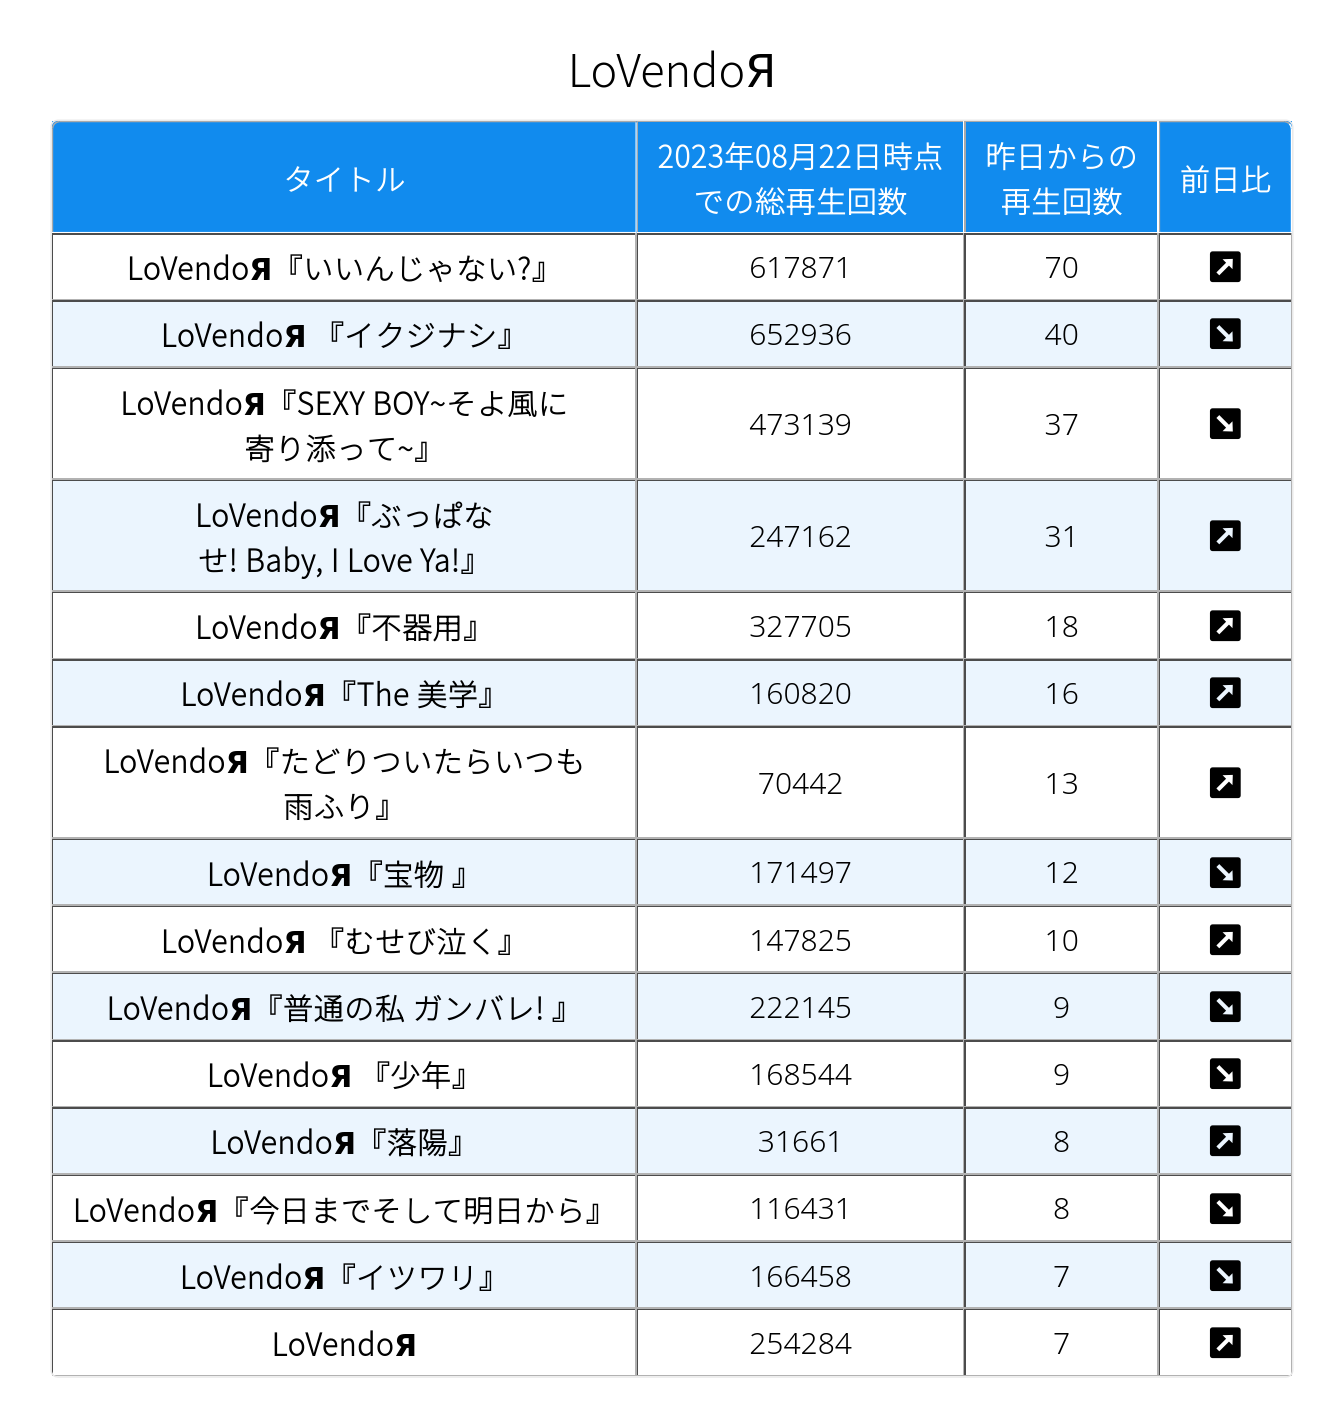 LoVendoЯ
タイトル
2023年08月22日時点
での総再生回数
昨日からの
再生回数
前日比
LoVendoЯ『いいんじゃない?』
617871
70
↗
LoVendoЯ 『イクジナシ』
652936
40
↘
LoVendoЯ『SEXY BOY~そよ風に
寄り添って~』
473139
37
↘
LoVendoЯ『ぶっぱな
せ! Baby, I Love Ya!』
247162
31
↗
LoVendoЯ『不器用』
327705
18
↗
LoVendoЯ『The 美学』
160820
16
↗
LoVendoЯ『たどりついたらいつも
雨ふり』
70442
13
↗
LoVendoЯ『宝物 』
171497
12
↘
LoVendoЯ 『むせび泣く』
147825
10
↗
LoVendoЯ『普通の私 ガンバレ! 』
222145
9
↘
LoVendoЯ 『少年』
168544
9
↘
LoVendoЯ『落陽』
31661
8
↗
LoVendoЯ『今日までそして明日から』
116431
8
↘
LoVendoЯ『イツワリ』
166458
7
↘
LoVendoЯ
254284
7
↗